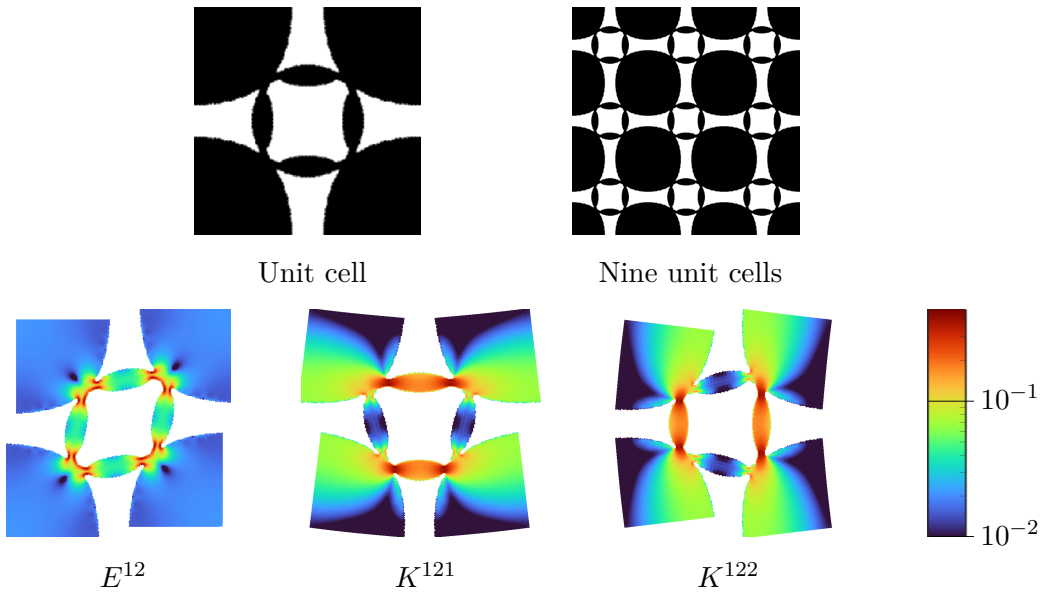 Unit cell
Nine unit cells
10^{-1}
10^{-2}
E^{12}
K^{121}
K^{122}